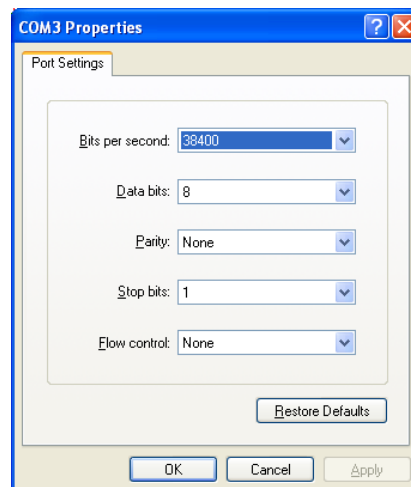 COM3 Properties
Port Settings
Bits per second: 38400
Data bits: 8
Parity: None
Stop bits: 1
Flow control: None
Restore Defaults
OK Cancel Apply